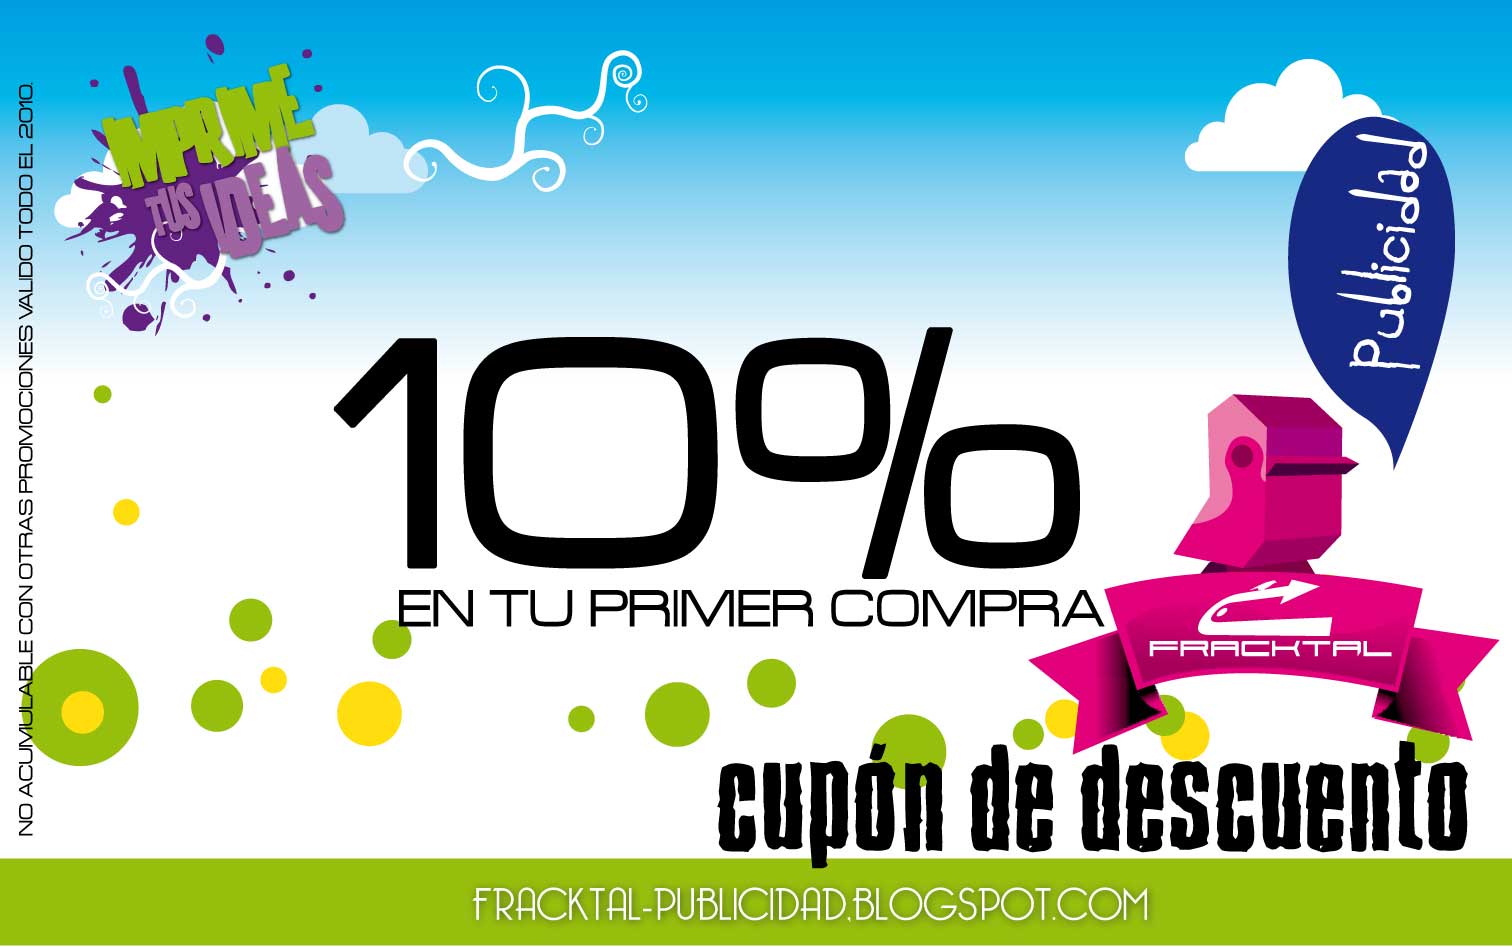 IMPRIME
TUS IDEAS
Publicidad
10%
EN TU PRIMER COMPRA
FRACKTAL
cupón de descuento
FRACKTAL-PUBLICIDAD.BLOGSPOT.COM
NO ACUMULABLE CON OTRAS PROMOCIONES VALIDO TODO EL 2010.